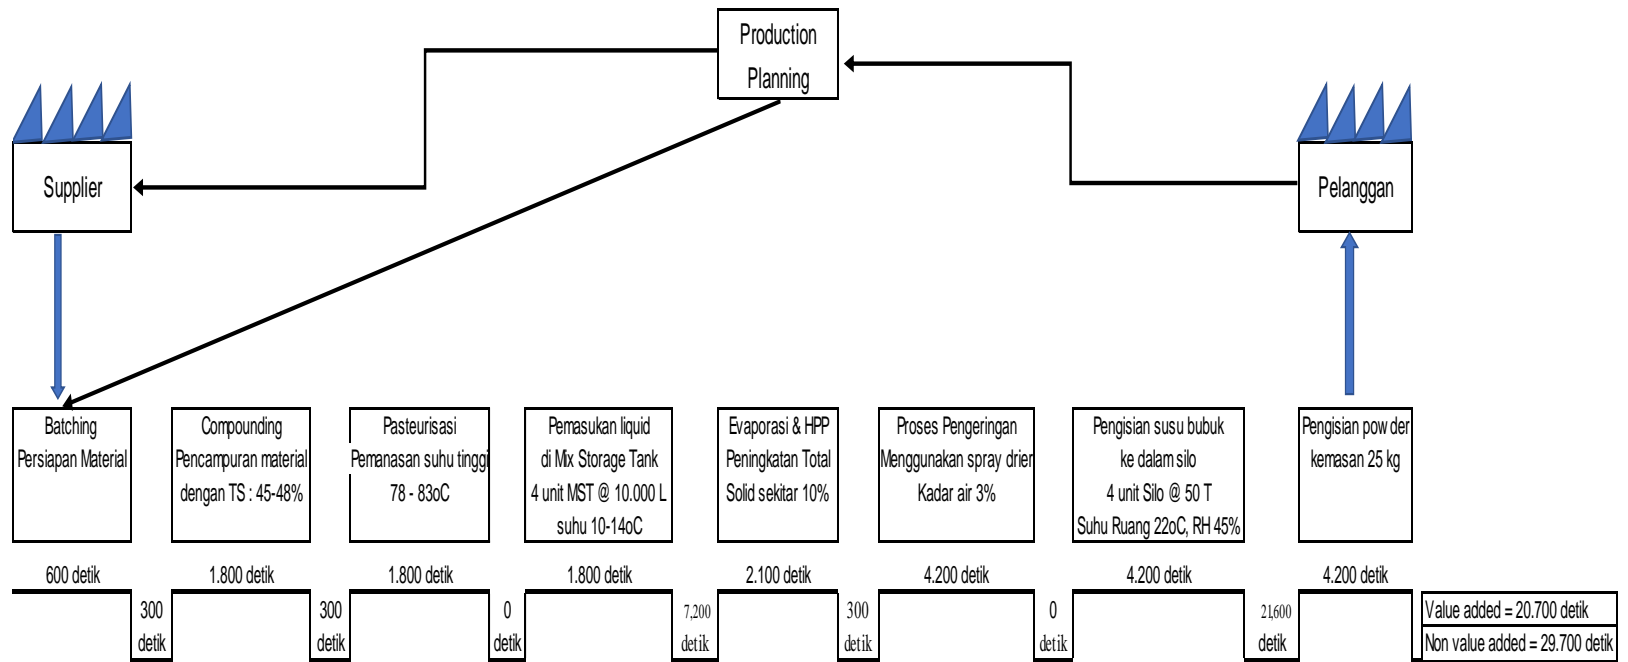 Production
Planning
Supplier
Pelanggan
Batching
Persiapan Material
Compounding
Pencampuran material
dengan TS : 45-48%
Pasteurisasi
Pemanasan suhu tinggi
78 - 83oC
Pemasukan liquid
di Mix Storage Tank
4 unit MST @ 10.000 L
suhu 10-14oC
Evaporasi & HPP
Peningkatan Total
Solid sekitar 10%
Proses Pengeringan
Menggunakan spray drier
Kadar air 3%
Pengisian susu bubuk
ke dalam silo
4 unit Silo @ 50 T
Suhu Ruang 22oC, RH 45%
Pengisian powder
kemasan 25 kg
600 detik
1.800 detik
1.800 detik
1.800 detik
2.100 detik
4.200 detik
4.200 detik
4.200 detik
300
detik
300
detik
0
detik
7,200
detik
300
detik
0
detik
21,600
detik
Value added = 20.700 detik
Non value added = 29.700 detik